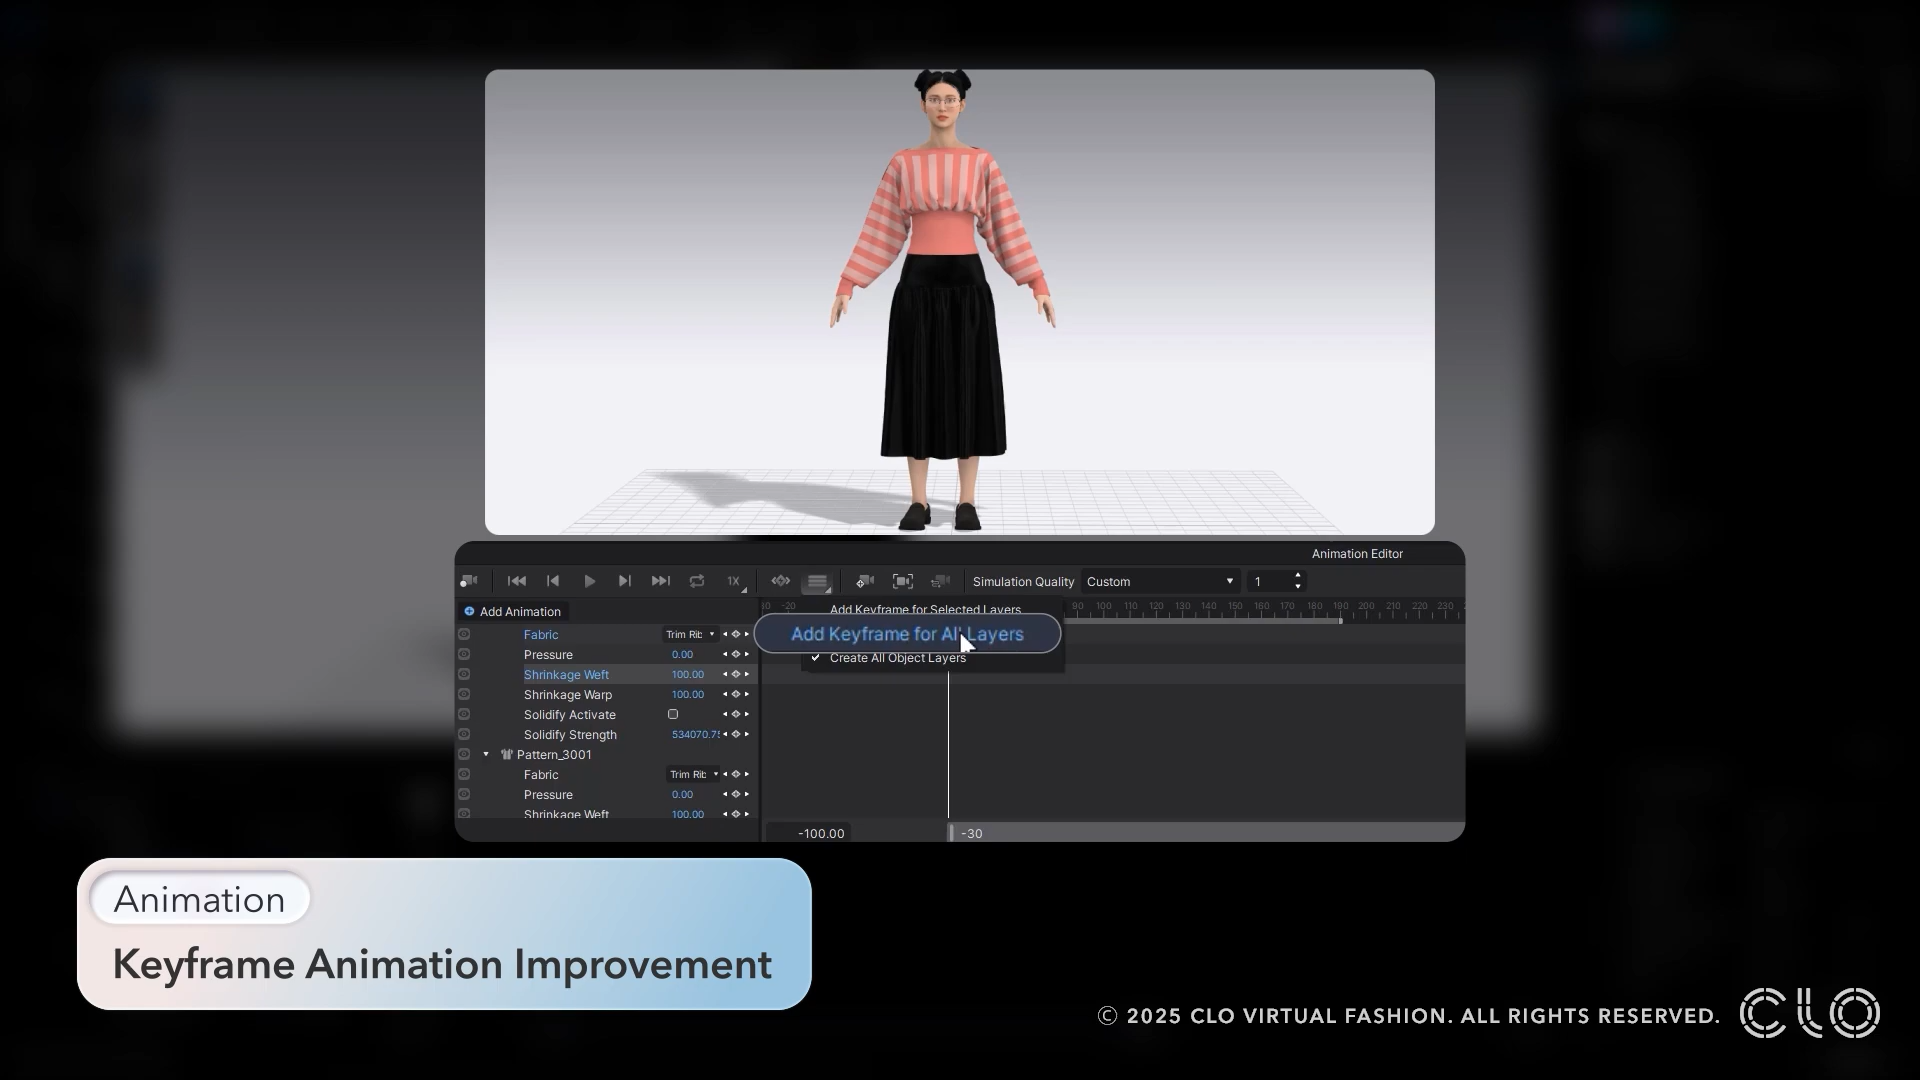 Animation Editor
1X
Simulation Quality Custom 1
Add Animation
-20 90 100 110 120 130 140 150 160 170 180 190 200 210 220 230
Add Keyframe for Selected Layers
Add Keyframe for All Layers
Create All Object Layers
Fabric Trim Rib
Pressure 0.00
Shrinkage Weft 100.00
Shrinkage Warp 100.00
Solidify Activate
Solidify Strength 534070.75
Pattern_3001
Fabric Trim Rib
Pressure 0.00
Shrinkage Weft 100.00
-100.00 -30
Animation
Keyframe Animation Improvement
© 2025 CLO VIRTUAL FASHION. ALL RIGHTS RESERVED. CLO